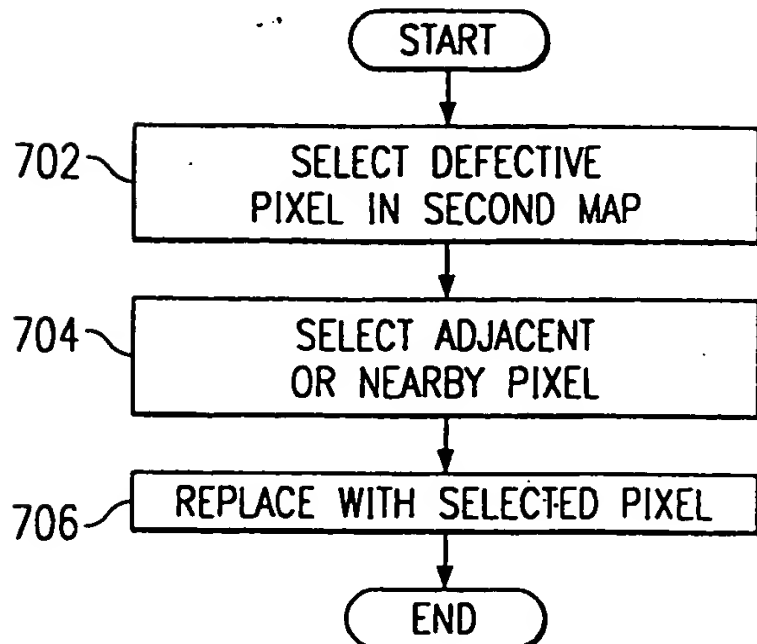 START
702
SELECT DEFECTIVE
PIXEL IN SECOND MAP
704
SELECT ADJACENT
OR NEARBY PIXEL
706
REPLACE WITH SELECTED PIXEL
END